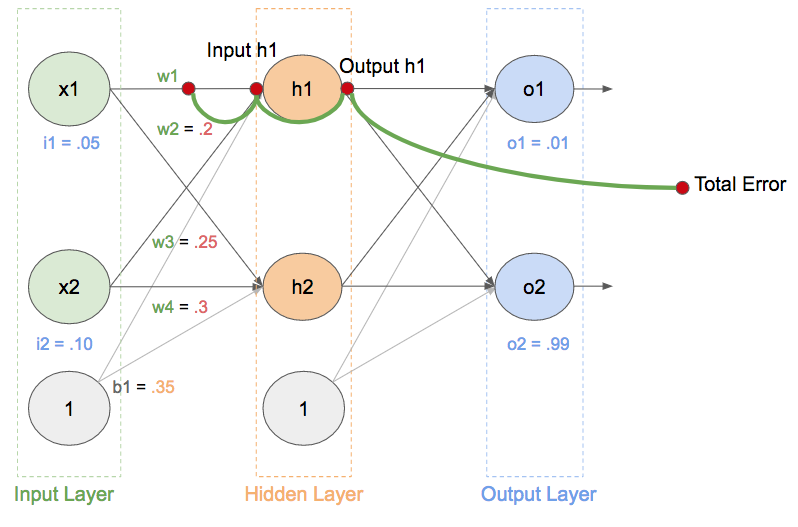 Input h1
Output h1
x1
w1
h1
o1
w2 = .2
i1 = .05
o1 = .01
Total Error
w3 = .25
x2
h2
o2
w4 = .3
i2 = .10
o2 = .99
b1 = .35
1
1
Input Layer
Hidden Layer
Output Layer